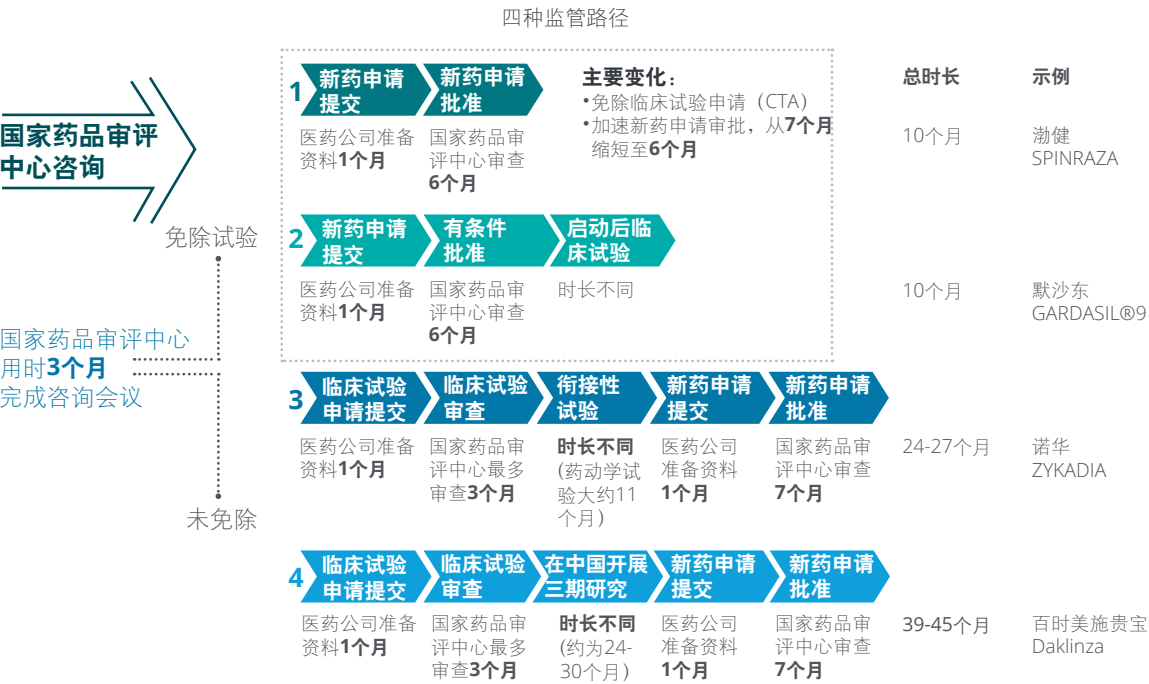 四种监管路径
国家药品审评
中心咨询
免除试验
国家药品审评中心
用时3个月
完成咨询会议
未免除
总时长
示例
1
新药申请
提交
新药申请
批准
医药公司准备
资料1个月
国家药品审
评中心审查
6个月
主要变化：
•免除临床试验申请（CTA）
•加速新药申请审批，从7个月
缩短至6个月
10个月
渤健
SPINRAZA
2
新药申请
提交
有条件
批准
启动后临
床试验
医药公司准备
资料1个月
国家药品审
评中心审查
6个月
时长不同
10个月
默沙东
GARDASIL®9
3
临床试验
申请提交
临床试验
审查
衔接性
试验
新药申请
提交
新药申请
批准
医药公司准备
资料1个月
国家药品审
评中心最多
审查3个月
时长不同
(药动学试
验大约11
个月)
医药公司
准备资料
1个月
国家药品审
评中心审查
7个月
24-27个月
诺华
ZYKADIA
4
临床试验
申请提交
临床试验
审查
在中国开展
三期研究
新药申请
提交
新药申请
批准
医药公司准备
资料1个月
国家药品审
评中心最多
审查3个月
时长不同
(约为24-
30个月)
医药公司
准备资料
1个月
国家药品审
评中心审查
7个月
39-45个月
百时美施贵宝
Daklinza